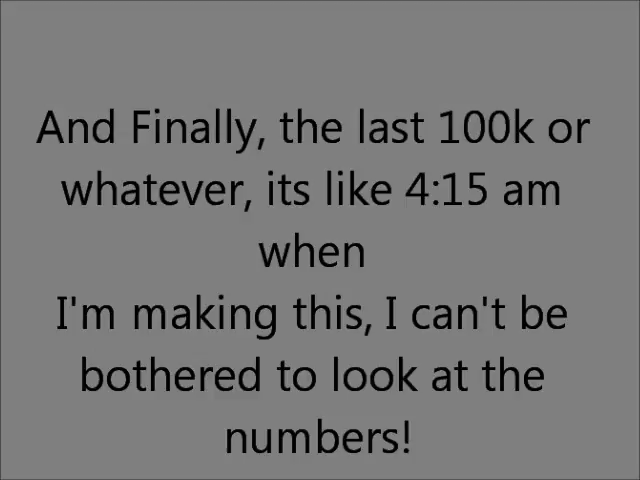 And Finally, the last 100k or
whatever, its like 4:15 am
when
I'm making this, I can't be
bothered to look at the
numbers!